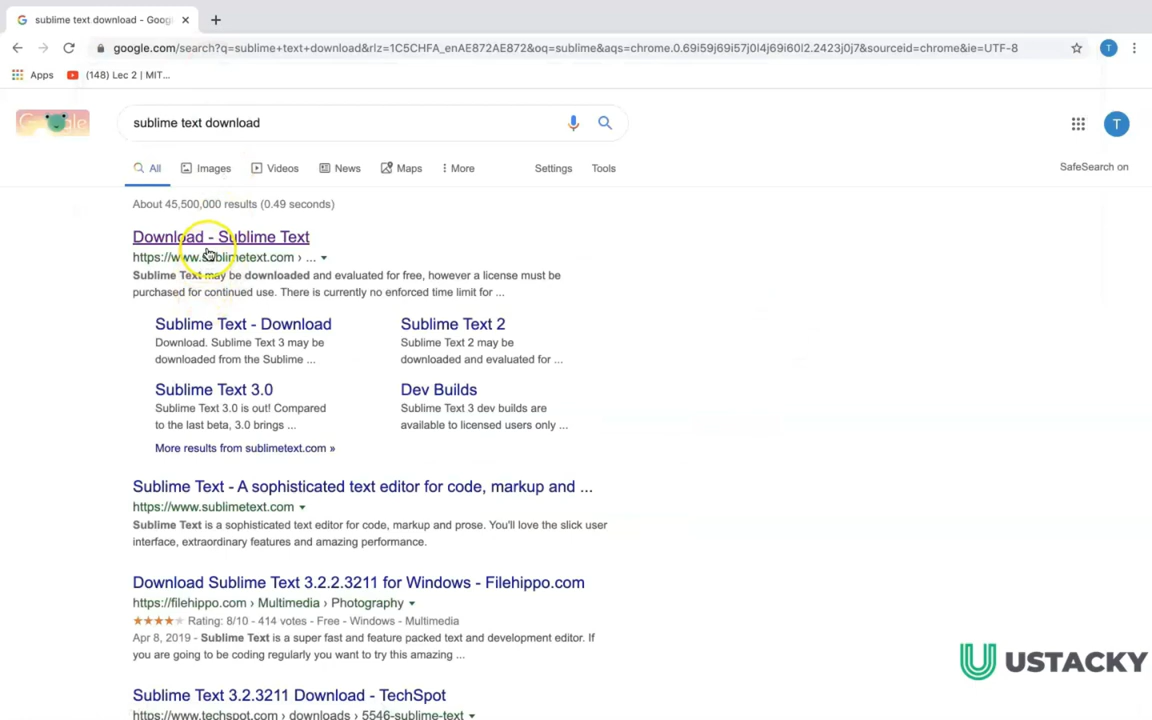 sublime text download - Goog
google.com/search?q=sublime+text+download&rlz=1C5CHFA_enAE872AE872&oq=sublime&aqs=chrome.0.69i59j69i57j0l4j69i60l2.2423j0j7&sourceid=chrome&ie=UTF-8
T
Apps
(148) Lec 2 | MIT...
Google
sublime text download
T
All
Images
Videos
News
Maps
More
Settings
Tools
SafeSearch on
About 45,500,000 results (0.49 seconds)
Download - Sublime Text
https://www.sublimetext.com › ...
Sublime Text may be downloaded and evaluated for free, however a license must be
purchased for continued use. There is currently no enforced time limit for ...
Sublime Text - Download
Download. Sublime Text 3 may be
downloaded from the Sublime ...
Sublime Text 2
Sublime Text 2 may be
downloaded and evaluated for ...
Sublime Text 3.0
Sublime Text 3.0 is out! Compared
to the last beta, 3.0 brings ...
Dev Builds
Sublime Text 3 dev builds are
available to licensed users only ...
More results from sublimetext.com »
Sublime Text - A sophisticated text editor for code, markup and ...
https://www.sublimetext.com
Sublime Text is a sophisticated text editor for code, markup and prose. You'll love the slick user
interface, extraordinary features and amazing performance.
Download Sublime Text 3.2.2.3211 for Windows - Filehippo.com
https://filehippo.com › Multimedia › Photography
Rating: 8/10 - 414 votes - Free - Windows - Multimedia
Apr 8, 2019 - Sublime Text is a super fast and feature packed text and development editor. If
you are going to be coding regularly you want to try this amazing ...
Sublime Text 3.2.3211 Download - TechSpot
https://www.techspot.com › downloads › 5546-sublime-text
USTACKY